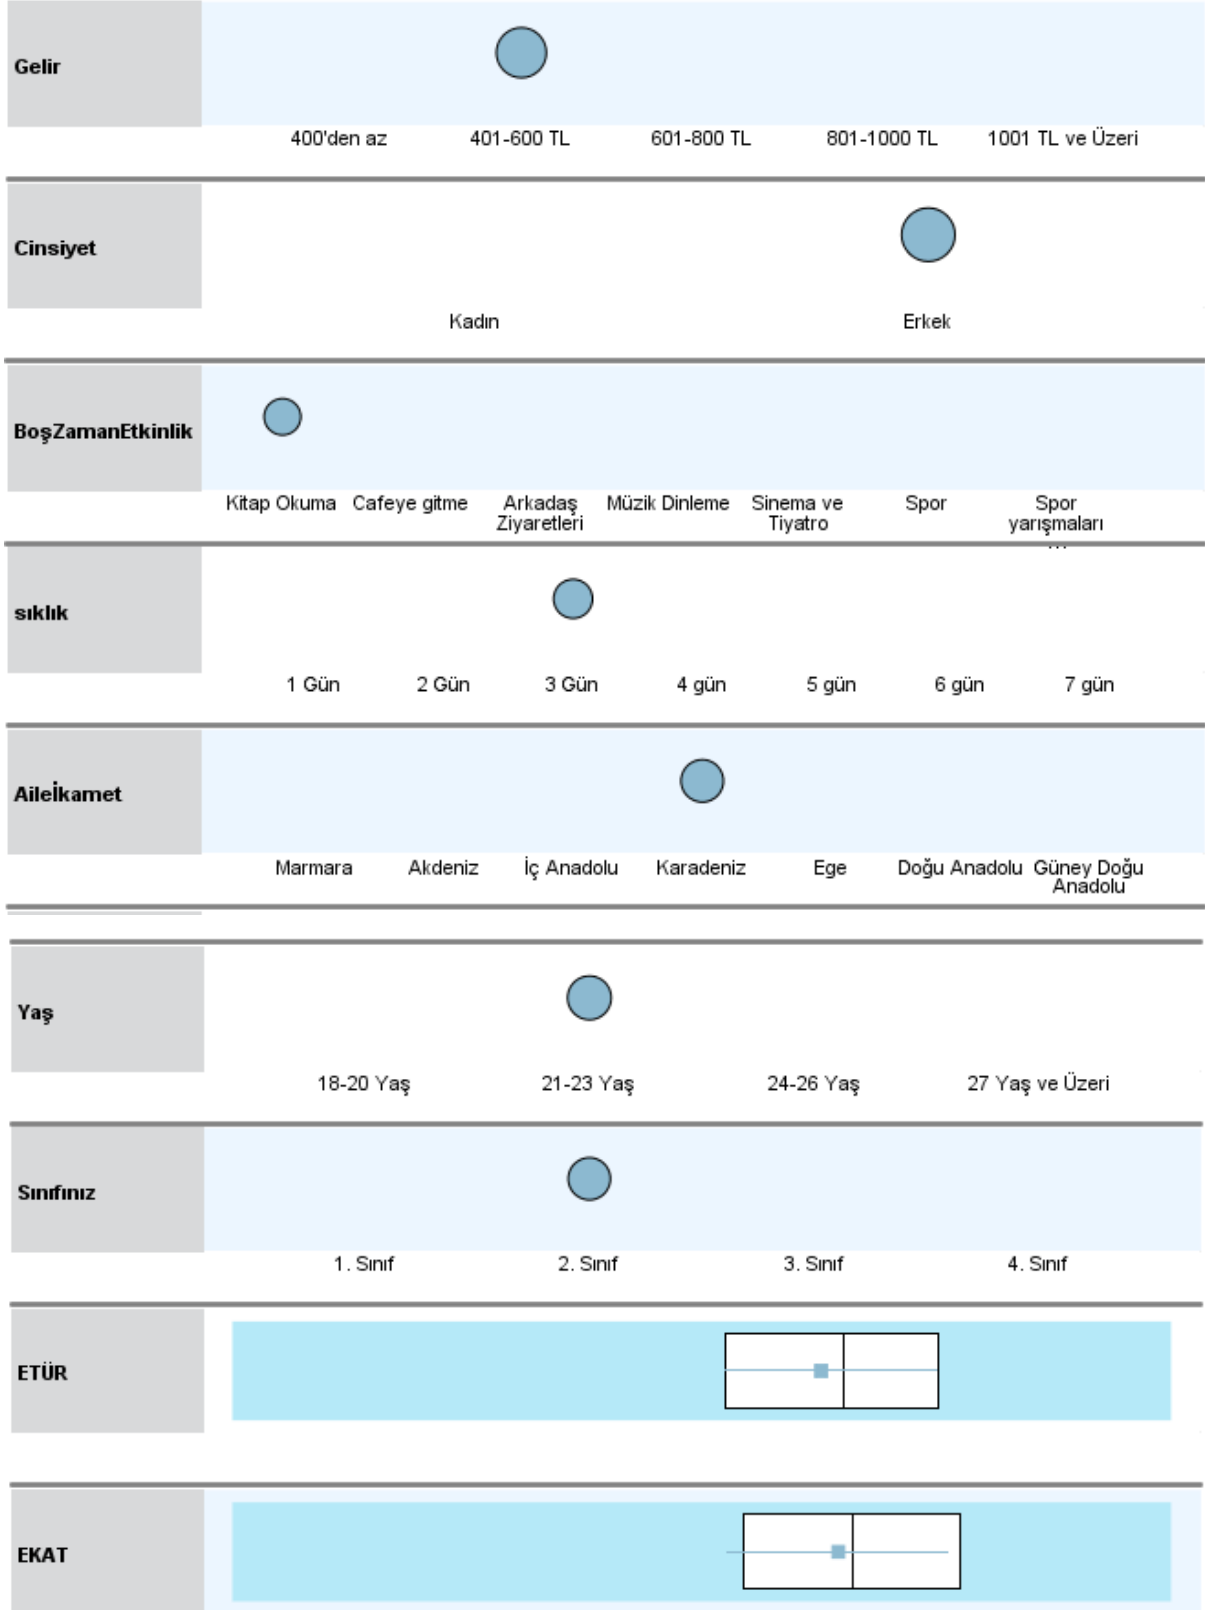 Gelir
400'den az 401-600 TL 601-800 TL 801-1000 TL 1001 TL ve Üzeri
Cinsiyet
Kadın Erkek
BoşZamanEtkinlik
Kitap Okuma Cafeye gitme Arkadaş Müzik Dinleme Sinema ve Spor Spor
Ziyaretleri Tiyatro yarışmaları
...
sıklık
1 Gün 2 Gün 3 Gün 4 gün 5 gün 6 gün 7 gün
Aileİkamet
Marmara Akdeniz İç Anadolu Karadeniz Ege Doğu Anadolu Güney Doğu
Anadolu
Yaş
18-20 Yaş 21-23 Yaş 24-26 Yaş 27 Yaş ve Üzeri
Sınıfınız
1. Sınıf 2. Sınıf 3. Sınıf 4. Sınıf
ETÜR
EKAT